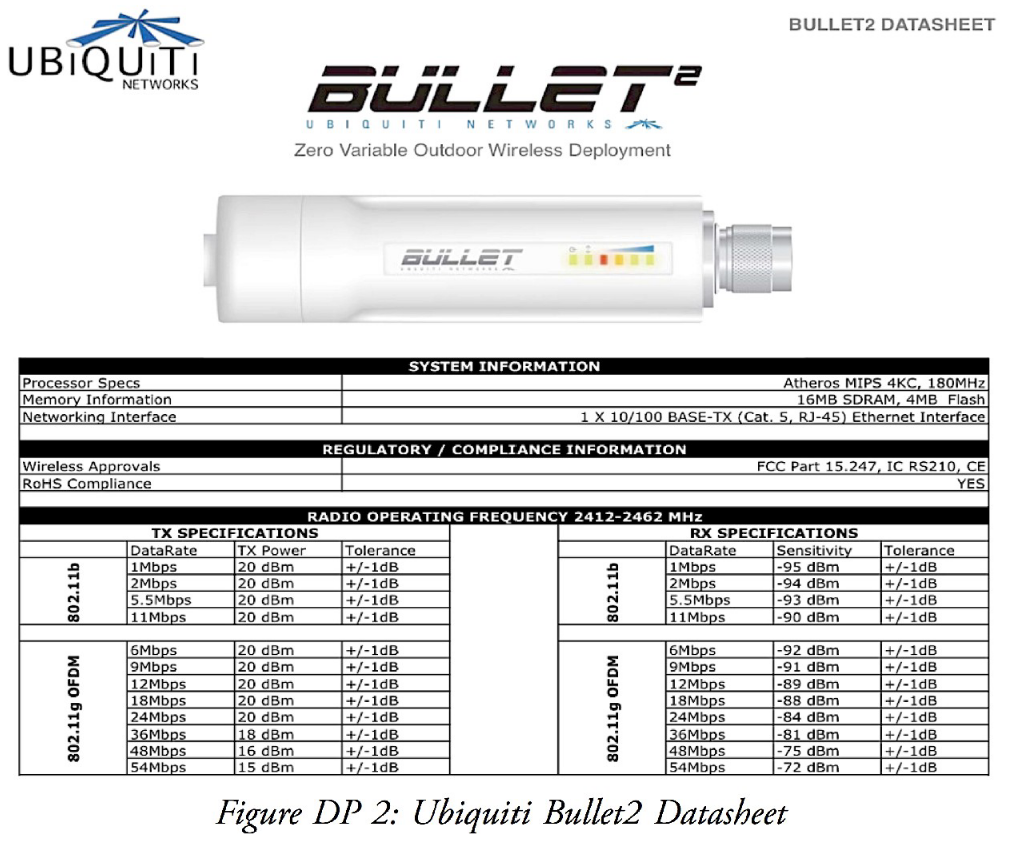 UBiQUiTi
NETWORKS
BULLET2 DATASHEET
BULLET2
UBIQUITI NETWORKS
Zero Variable Outdoor Wireless Deployment
BULLET
UBIQUITI NETWORKS
SYSTEM INFORMATION
Processor Specs Atheros MIPS 4KC, 180MHz
Memory Information 16MB SDRAM, 4MB Flash
Networking Interface 1 X 10/100 BASE-TX (Cat. 5, RJ-45) Ethernet Interface
REGULATORY / COMPLIANCE INFORMATION
Wireless Approvals FCC Part 15.247, IC RS210, CE
RoHS Compliance YES
RADIO OPERATING FREQUENCY 2412-2462 MHz
TX SPECIFICATIONS RX SPECIFICATIONS
DataRate TX Power Tolerance DataRate Sensitivity Tolerance
802.11b 802.11b
1Mbps 20 dBm +/-1dB 1Mbps -95 dBm +/-1dB
2Mbps 20 dBm +/-1dB 2Mbps -94 dBm +/-1dB
5.5Mbps 20 dBm +/-1dB 5.5Mbps -93 dBm +/-1dB
11Mbps 20 dBm +/-1dB 11Mbps -90 dBm +/-1dB
802.11g OFDM 802.11g OFDM
6Mbps 20 dBm +/-1dB 6Mbps -92 dBm +/-1dB
9Mbps 20 dBm +/-1dB 9Mbps -91 dBm +/-1dB
12Mbps 20 dBm +/-1dB 12Mbps -89 dBm +/-1dB
18Mbps 20 dBm +/-1dB 18Mbps -88 dBm +/-1dB
24Mbps 20 dBm +/-1dB 24Mbps -84 dBm +/-1dB
36Mbps 18 dBm +/-1dB 36Mbps -81 dBm +/-1dB
48Mbps 16 dBm +/-1dB 48Mbps -75 dBm +/-1dB
54Mbps 15 dBm +/-1dB 54Mbps -72 dBm +/-1dB
Figure DP 2: Ubiquiti Bullet2 Datasheet